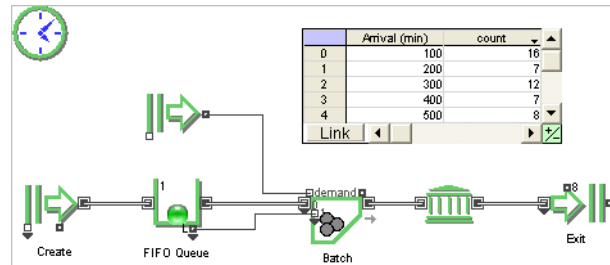 Arrival (min) count
0 100 16
1 200 7
2 300 12
3 400 7
4 500 8
Link
1
demand
8
L
Create
FIFO Queue
Batch
Exit